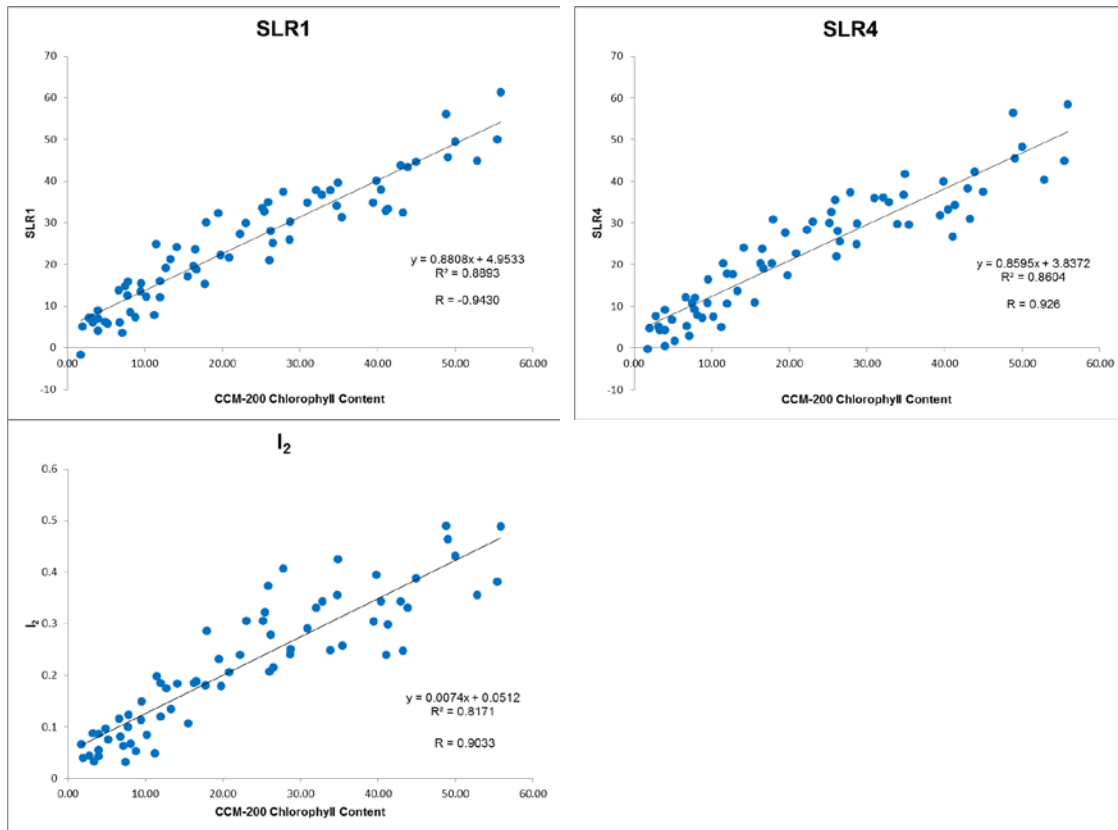 SLR1
70
60
50
40
30
20
10
0
-10
SLR1
0.00 10.00 20.00 30.00 40.00 50.00 60.00
CCM-200 Chlorophyll Content
y = 0.8808x + 4.9533
R² = 0.8893
R = -0.9430
SLR4
70
60
50
40
30
20
10
0
-10
SLR4
0.00 10.00 20.00 30.00 40.00 50.00 60.00
CCM-200 Chlorophyll Content
y = 0.8595x + 3.8372
R² = 0.8604
R = 0.926
I₂
0.6
0.5
0.4
0.3
0.2
0.1
0
I₂
0.00 10.00 20.00 30.00 40.00 50.00 60.00
CCM-200 Chlorophyll Content
y = 0.0074x + 0.0512
R² = 0.8171
R = 0.9033